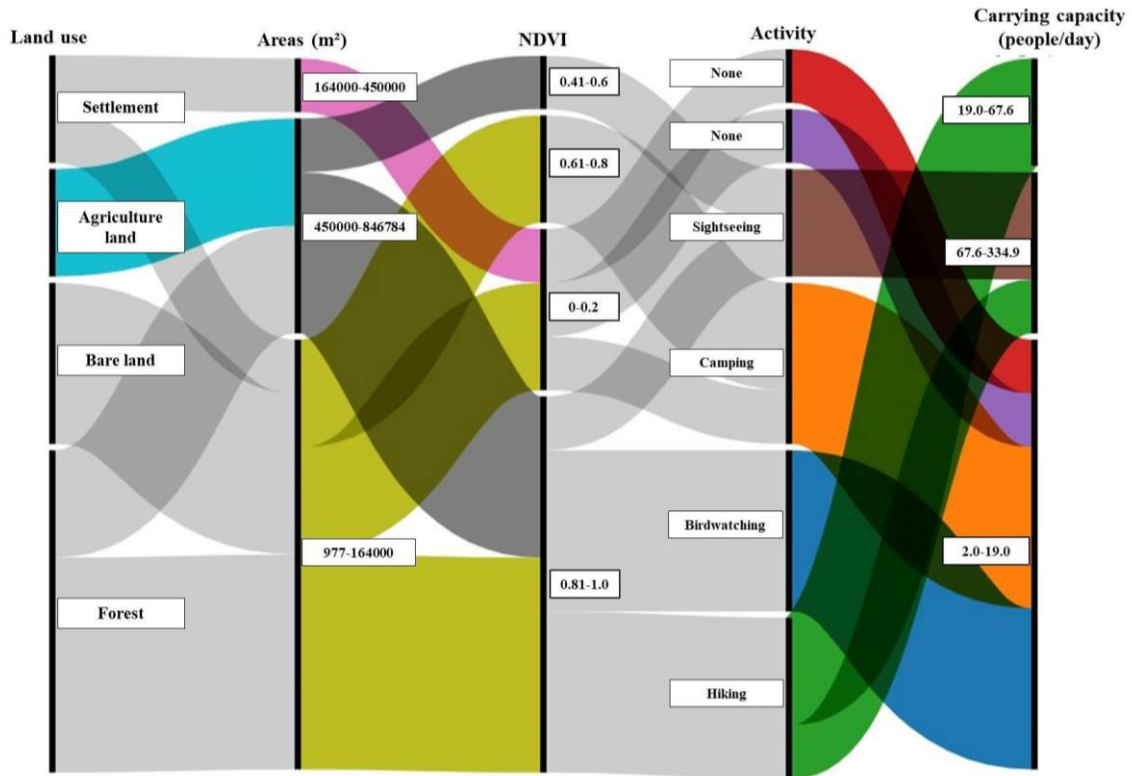 Land use
Areas (m²)
NDVI
Activity
Carrying capacity
(people/day)
Settlement
Agriculture
land
Bare land
Forest
164000-450000
450000-846784
977-164000
0.41-0.6
0.61-0.8
0-0.2
0.81-1.0
None
None
Sightseeing
Camping
Birdwatching
Hiking
19.0-67.6
67.6-334.9
2.0-19.0